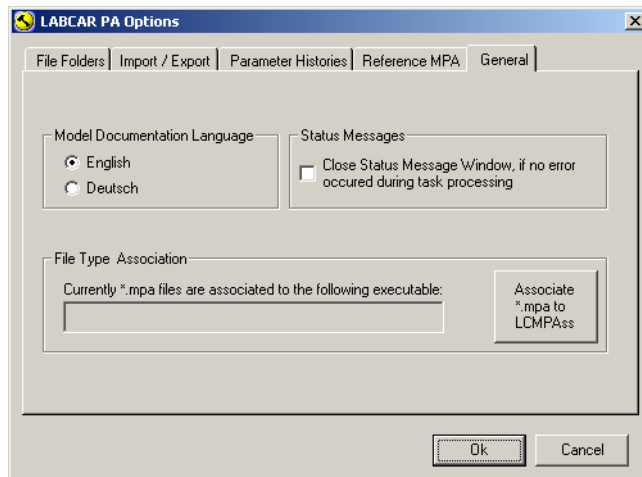 LABCAR PA Options
File Folders
Import / Export
Parameter Histories
Reference MPA
General
Model Documentation Language
English
Deutsch
Status Messages
Close Status Message Window, if no error
occured during task processing
File Type Association
Currently *.mpa files are associated to the following executable:
Associate
*.mpa to
LCMPAss
Ok
Cancel